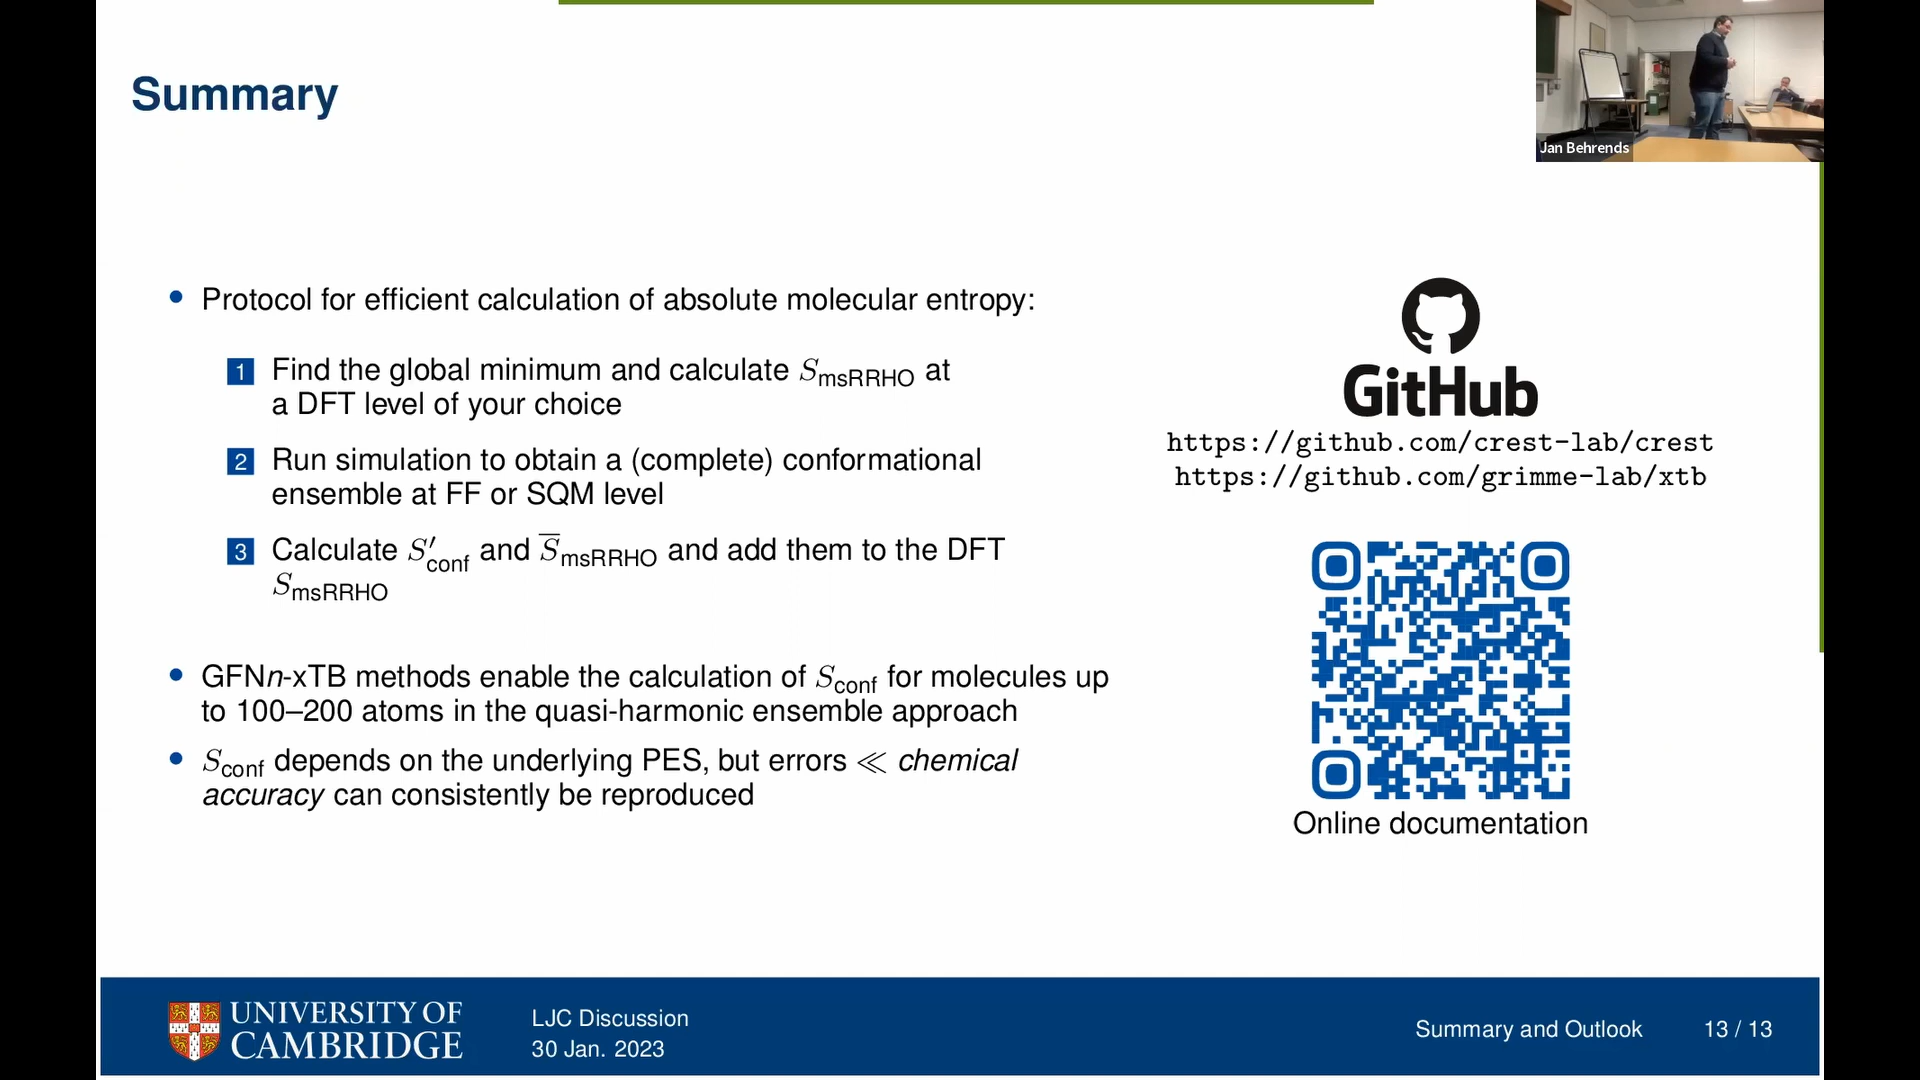 Summary
Jan Behrends
• Protocol for efficient calculation of absolute molecular entropy:
1 Find the global minimum and calculate S_msRRHO at
a DFT level of your choice
2 Run simulation to obtain a (complete) conformational
ensemble at FF or SQM level
3 Calculate S′_conf and S̅_msRRHO and add them to the DFT
S_msRRHO
• GFNn-xTB methods enable the calculation of S_conf for molecules up
to 100–200 atoms in the quasi-harmonic ensemble approach
• S_conf depends on the underlying PES, but errors ≪ chemical
accuracy can consistently be reproduced
GitHub
https://github.com/crest-lab/crest
https://github.com/grimme-lab/xtb
Online documentation
UNIVERSITY OF
CAMBRIDGE
LJC Discussion
30 Jan. 2023
Summary and Outlook 13 / 13